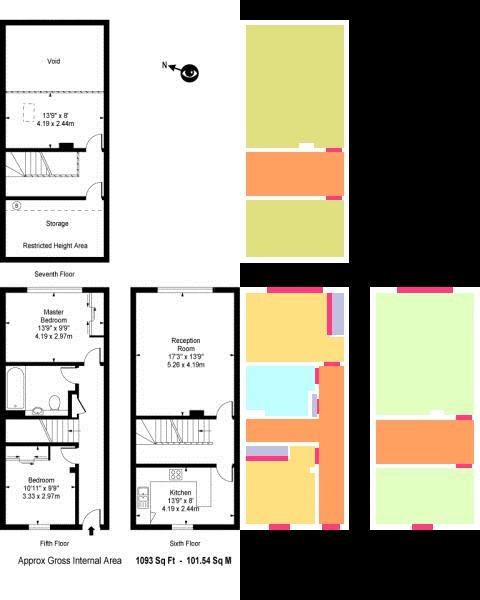 Void
N
13'9" x 8'
4.19 x 2.44m
B
Storage
Restricted Height Area
Seventh Floor
Master
Bedroom
13'9" x 9'9"
4.19 x 2.97m
Reception
Room
17'3" x 13'9"
5.26 x 4.19m
Bedroom
10'11" x 9'9"
3.33 x 2.97m
Kitchen
13'9" x 8'
4.19 x 2.44m
Fifth Floor
Sixth Floor
Approx Gross Internal Area 1093 Sq Ft - 101.54 Sq M